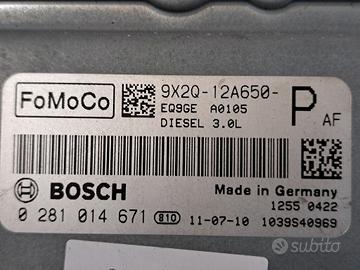 FoMoCo
9X2Q-12A650-
EQ9GE A0105
DIESEL 3.0L
P AF
BOSCH
Made in Germany
1255 0422
0 281 014 671 810 11-07-10 1039S40969
subito